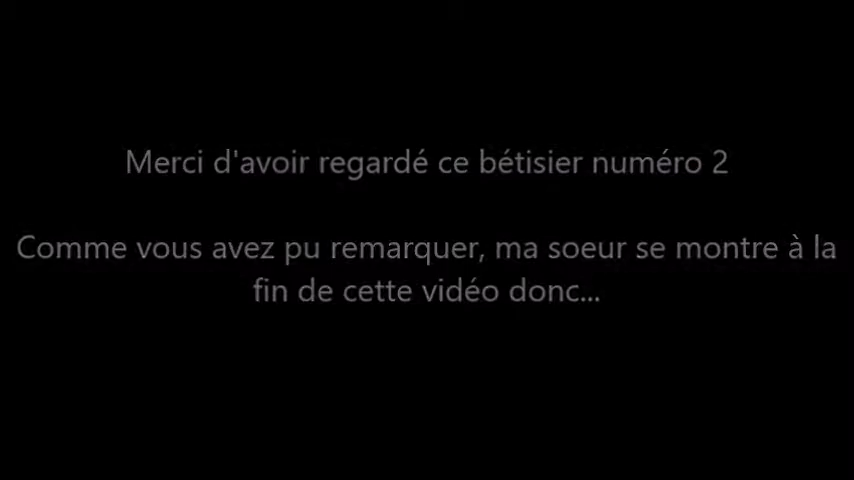 Merci d'avoir regardé ce bétisier numéro 2
Comme vous avez pu remarquer, ma soeur se montre à la
fin de cette vidéo donc...